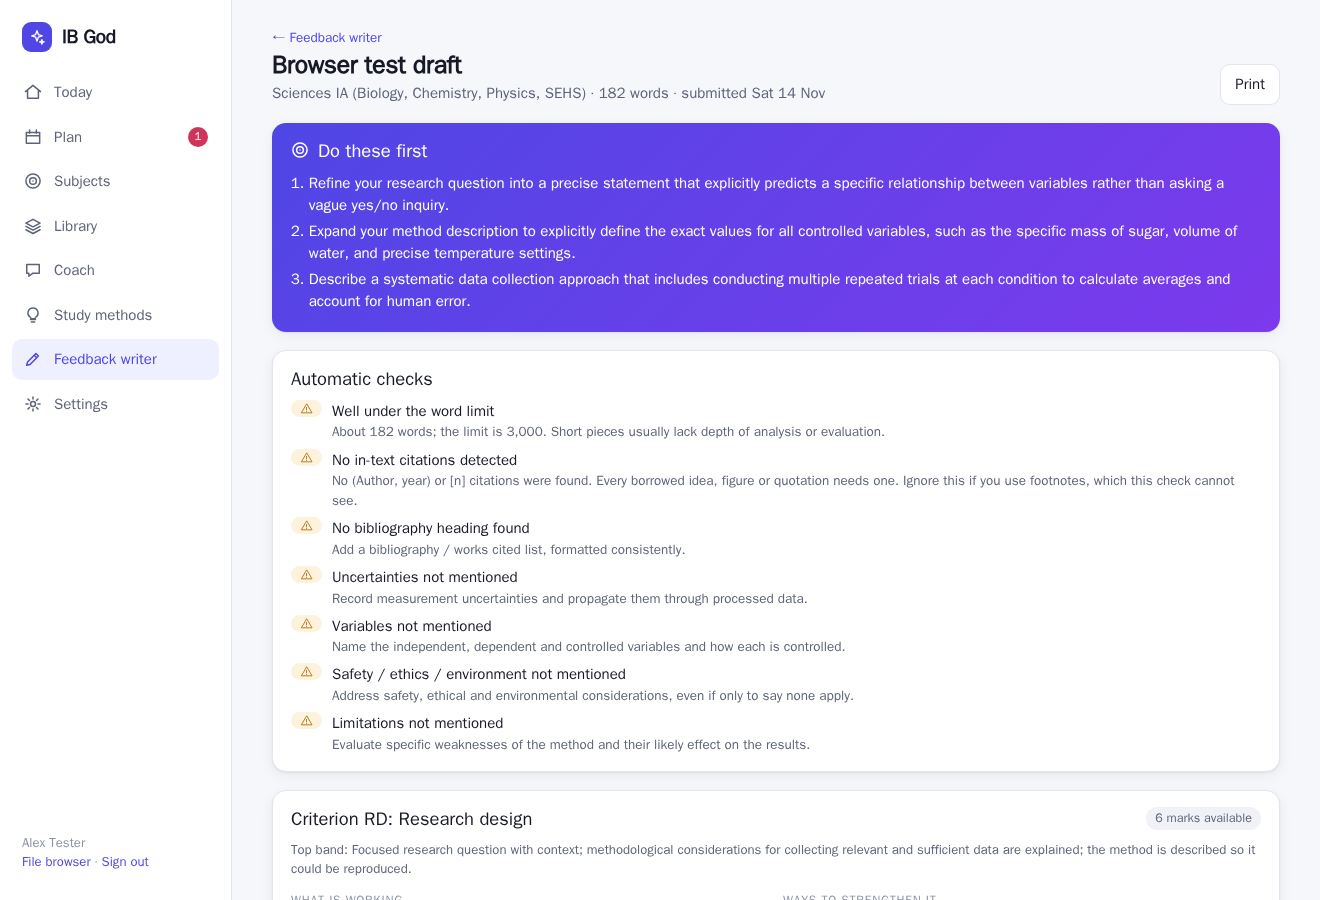 IB God
Today
Plan
1
Subjects
Library
Coach
Study methods
Feedback writer
Settings
Alex Tester
File browser · Sign out
← Feedback writer
Browser test draft
Sciences IA (Biology, Chemistry, Physics, SEHS) · 182 words · submitted Sat 14 Nov
Print
Do these first
1. Refine your research question into a precise statement that explicitly predicts a specific relationship between variables rather than asking a
vague yes/no inquiry.
2. Expand your method description to explicitly define the exact values for all controlled variables, such as the specific mass of sugar, volume of
water, and precise temperature settings.
3. Describe a systematic data collection approach that includes conducting multiple repeated trials at each condition to calculate averages and
account for human error.
Automatic checks
Well under the word limit
About 182 words; the limit is 3,000. Short pieces usually lack depth of analysis or evaluation.
No in-text citations detected
No (Author, year) or [n] citations were found. Every borrowed idea, figure or quotation needs one. Ignore this if you use footnotes, which this check cannot
see.
No bibliography heading found
Add a bibliography / works cited list, formatted consistently.
Uncertainties not mentioned
Record measurement uncertainties and propagate them through processed data.
Variables not mentioned
Name the independent, dependent and controlled variables and how each is controlled.
Safety / ethics / environment not mentioned
Address safety, ethical and environmental considerations, even if only to say none apply.
Limitations not mentioned
Evaluate specific weaknesses of the method and their likely effect on the results.
Criterion RD: Research design
6 marks available
Top band: Focused research question with context; methodological considerations for collecting relevant and sufficient data are explained; the method is described so it
could be reproduced.
WHAT IS WORKING
WAYS TO STRENGTHEN IT